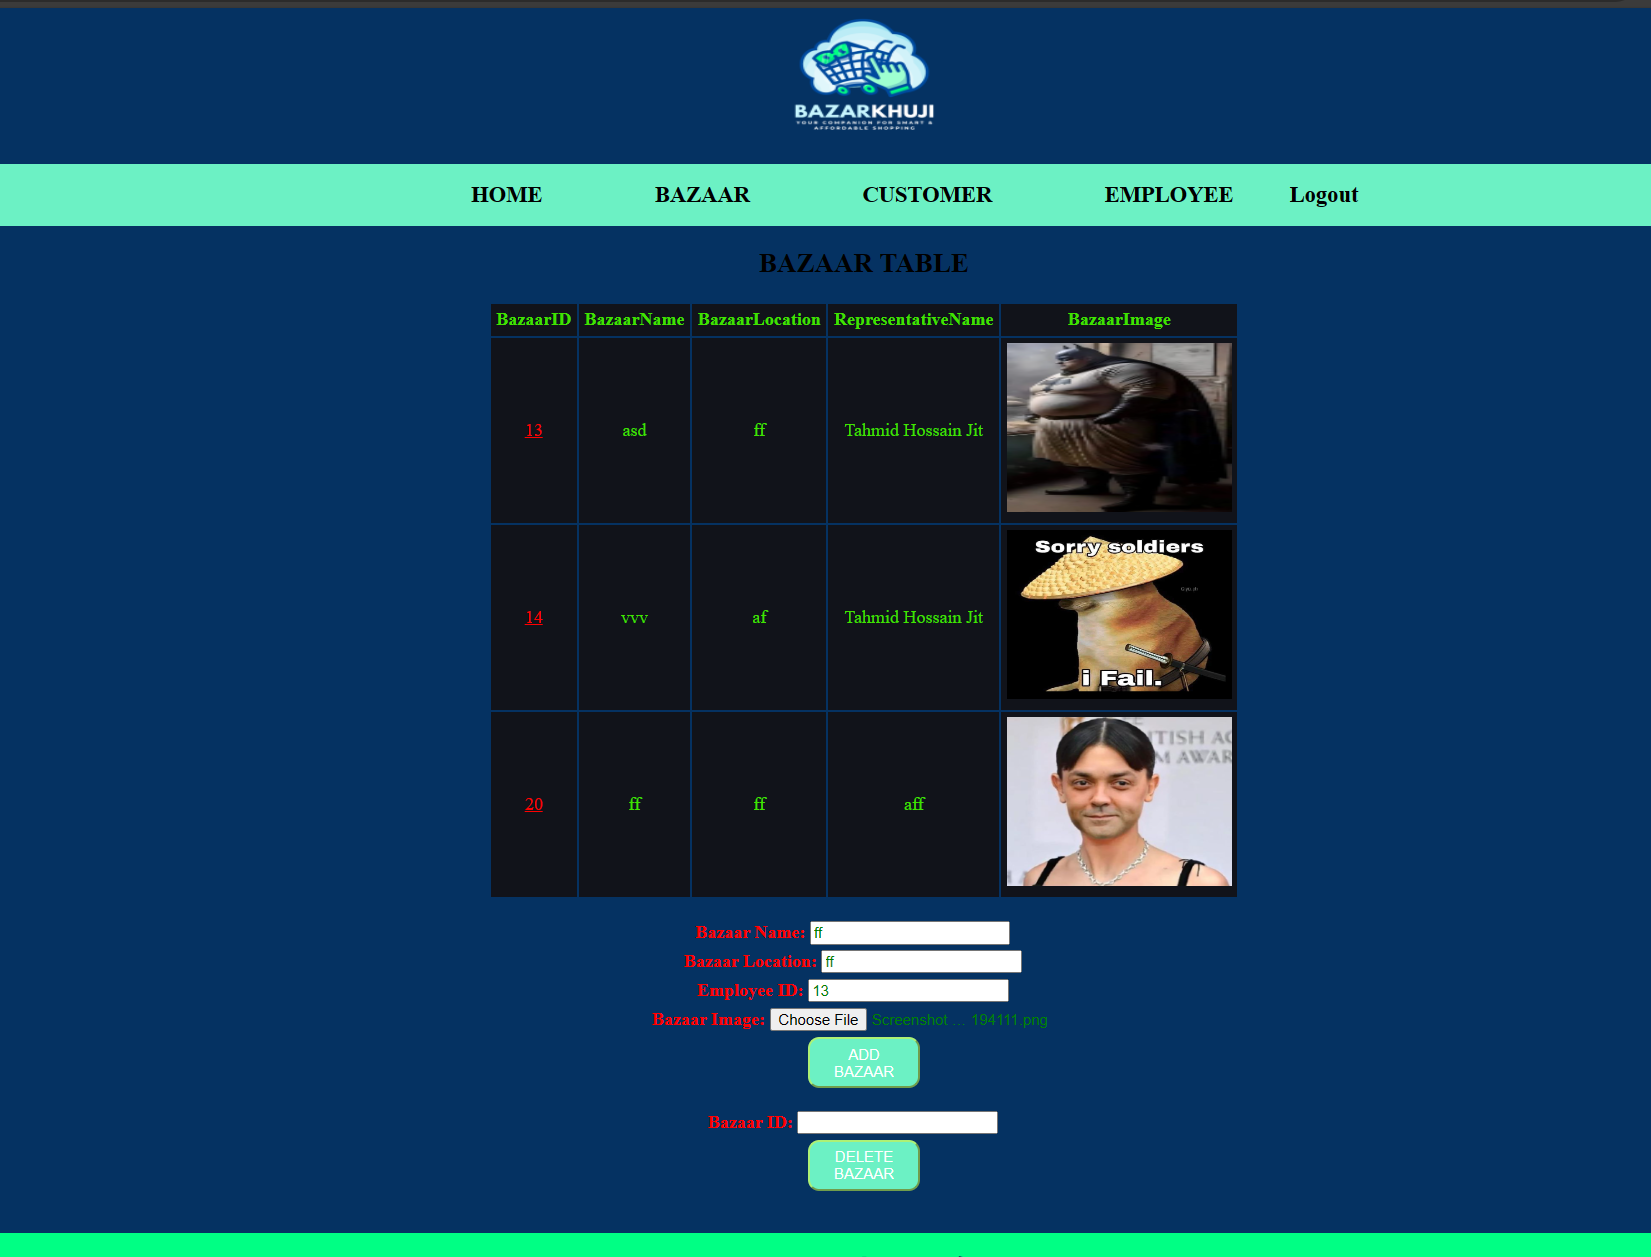 BAZARKHUJI
YOUR COMPANION FOR SMART &
AFFORDABLE SHOPPING
HOME BAZAAR CUSTOMER EMPLOYEE Logout
BAZAAR TABLE
BazaarID BazaarName BazaarLocation RepresentativeName BazaarImage
13 asd ff Tahmid Hossain Jit
Sorry soldiers
14 vvv af Tahmid Hossain Jit
i Fail.
TISH AC
M AWAR
20 ff ff aff
Bazaar Name: ff
Bazaar Location: ff
Employee ID: 13
Bazaar Image: Choose File Screenshot ... 194111.png
ADD
BAZAAR
Bazaar ID:
DELETE
BAZAAR